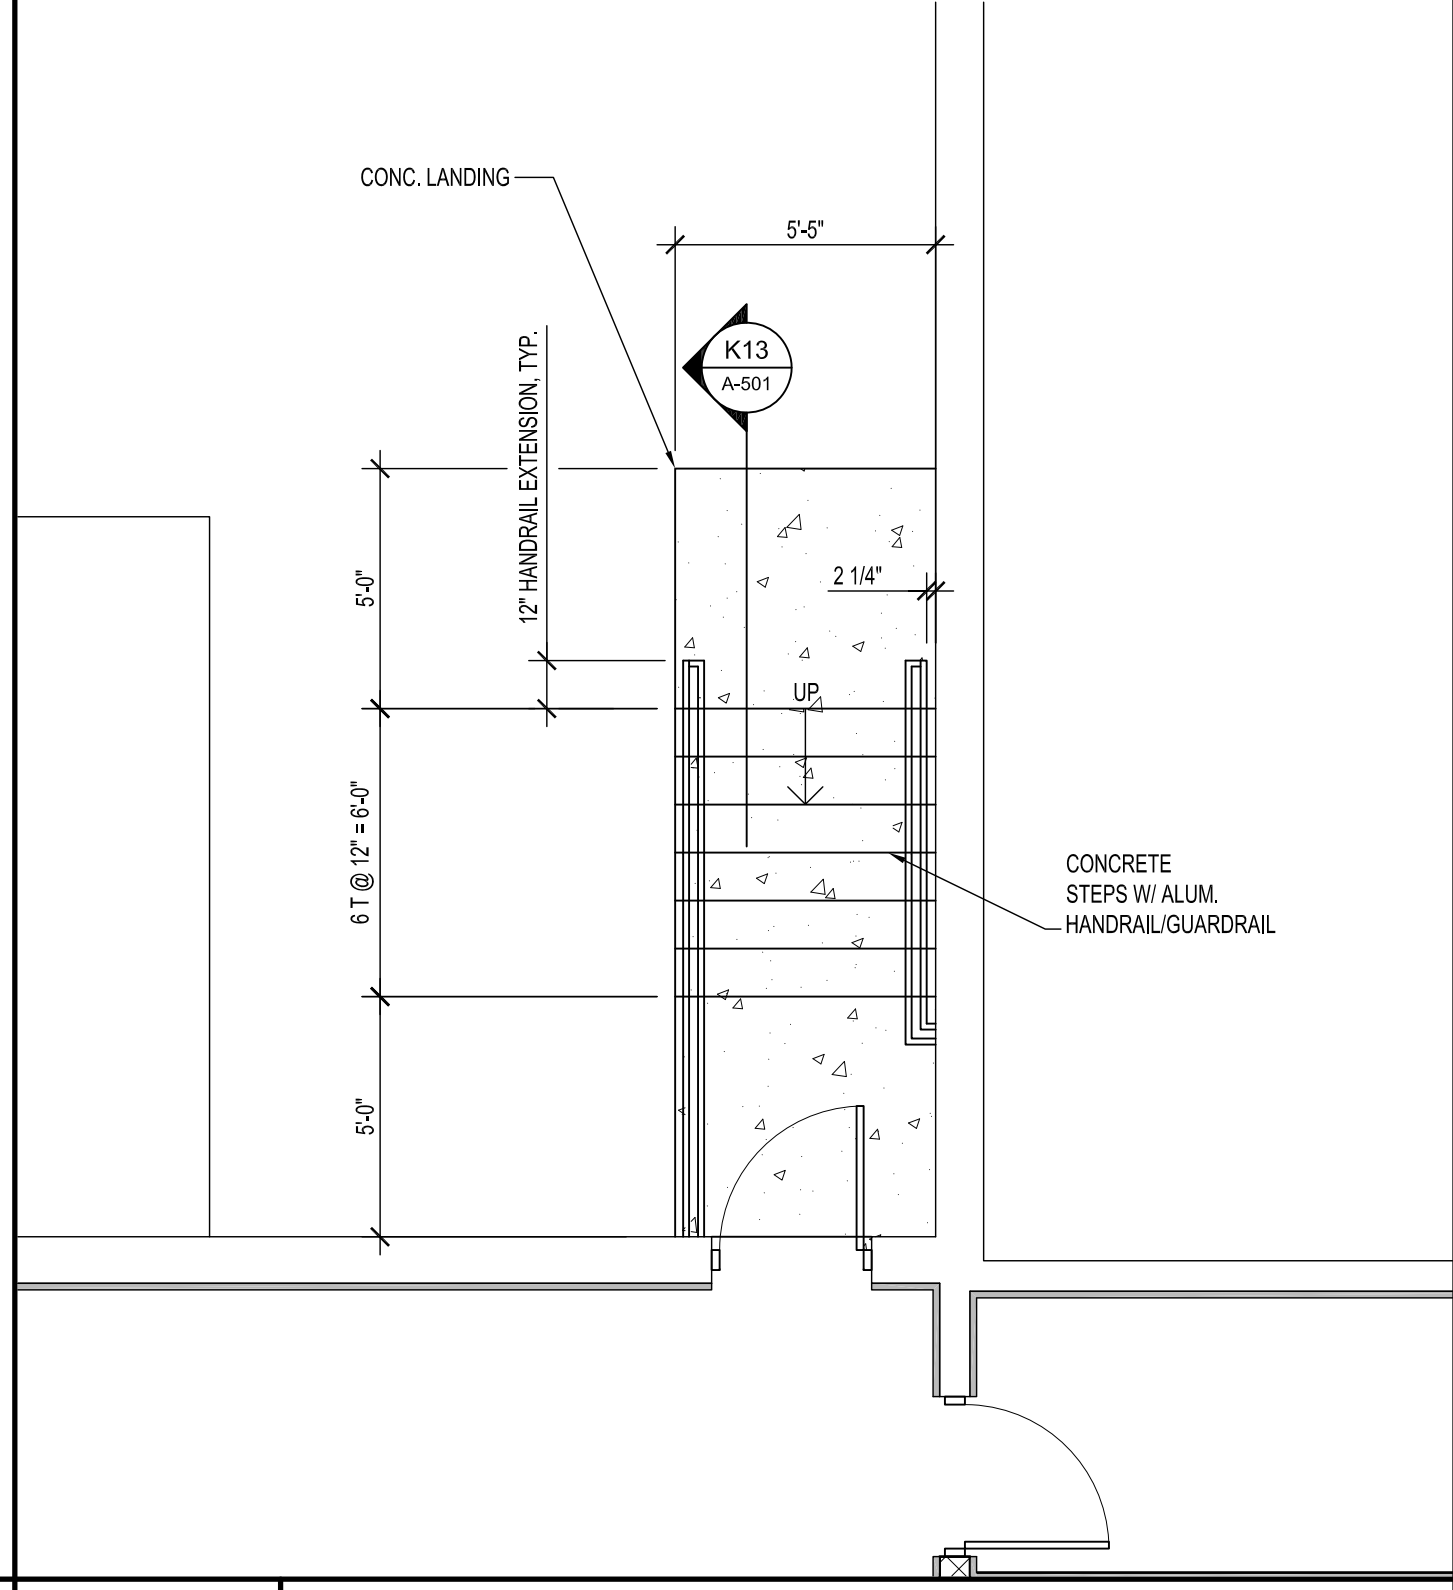 CONC. LANDING
5'-5"
K13
A-501
12" HANDRAIL EXTENSION, TYP.
5'-0"
2 1/4"
UP
6 T @ 12" = 6'-0"
CONCRETE
STEPS W/ ALUM.
HANDRAIL/GUARDRAIL
5'-0"